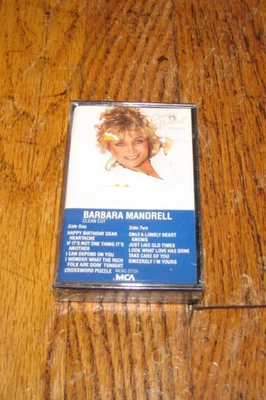 BARBARA MANDRELL
CLEAN CUT
Side One
HAPPY BIRTHDAY DEAR
HEARTACHE
IF IT'S NOT ONE THING IT'S
ANOTHER
I CAN DEPEND ON YOU
I WONDER WHAT THE RICH
FOLK ARE DOIN' TONIGHT
CROSSWORD PUZZLE
Side Two
ONLY A LONELY HEART
KNOWS
JUST LIKE OLD TIMES
LOOK WHAT LOVE HAS DONE
TAKE CARE OF YOU
SINCERELY I'M YOURS
MCA